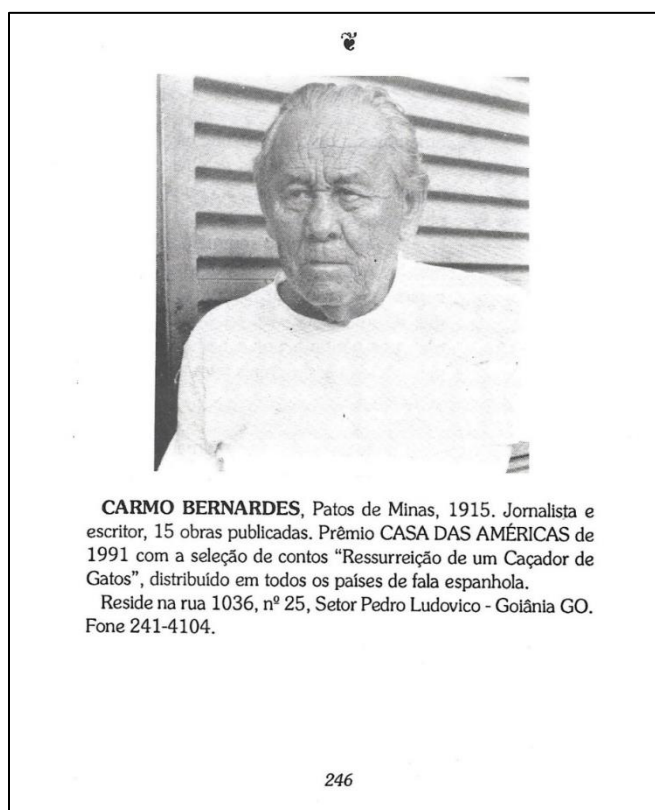 CARMO BERNARDES, Patos de Minas, 1915. Jornalista e
escritor, 15 obras publicadas. Prêmio CASA DAS AMÉRICAS de
1991 com a seleção de contos “Ressurreição de um Caçador de
Gatos”, distribuído em todos os países de fala espanhola.
Reside na rua 1036, nº 25, Setor Pedro Ludovico - Goiânia GO.
Fone 241-4104.
246